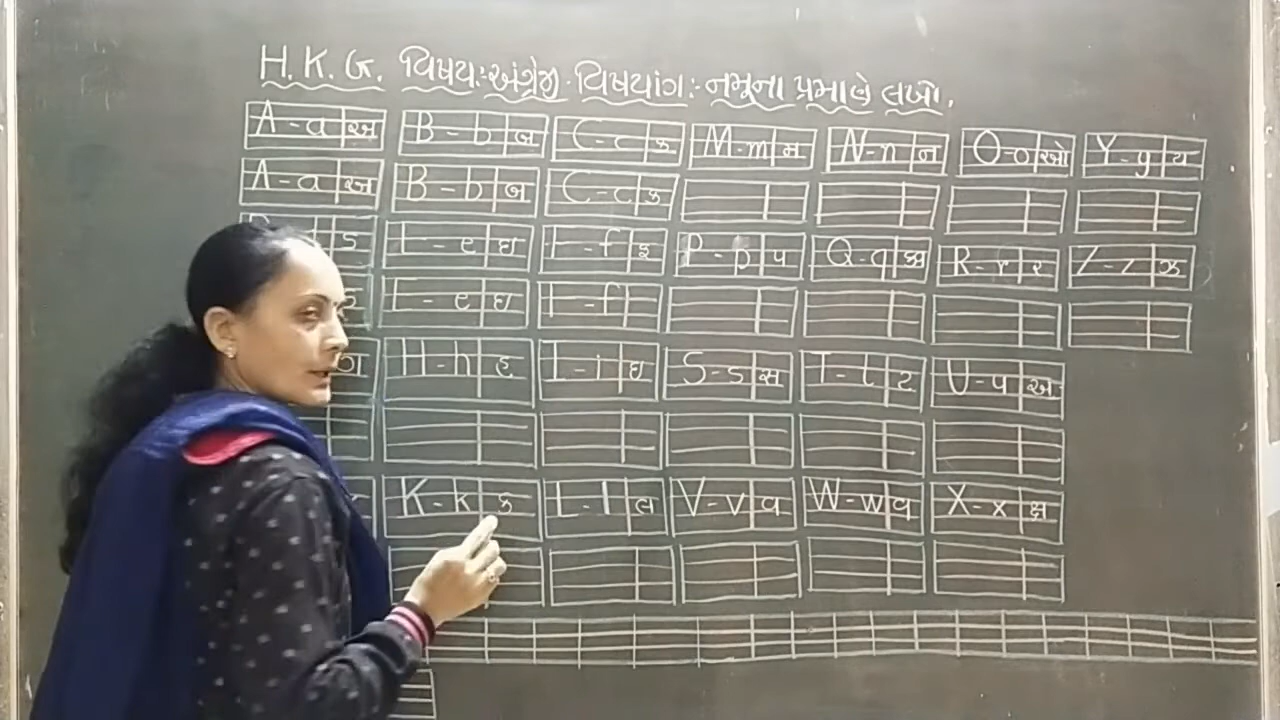 H. K. G. વિષય:-અંગ્રેજી. વિષયાંગ:- નમૂના પ્રમાણે લખો.
A - a અ B - b બ C - c ક M - m મ N - n ન O - o ઓ Y - y ય
A - a અ B - b બ C - c ક
ડ E - e ઇ F - f ફ P - p પ Q - q ક્વ R - r ર Z - z ઝ
ડ E - e ઇ F - f
H - h હ I - i ઇ S - s સ T - t ટ U - u અ
K - k ક L - l લ V - v વ W - w વ X - x ક્ષ